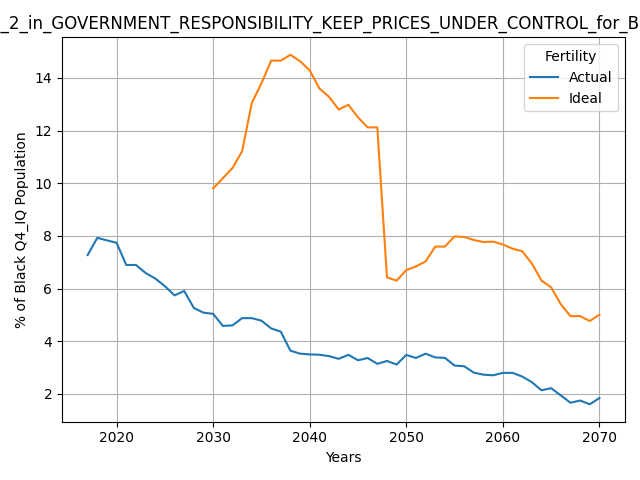 _2_in_GOVERNMENT_RESPONSIBILITY_KEEP_PRICES_UNDER_CONTROL_for_B
Fertility
Actual
Ideal
% of Black Q4_IQ Population
14
12
10
8
6
4
2
2020 2030 2040 2050 2060 2070
Years